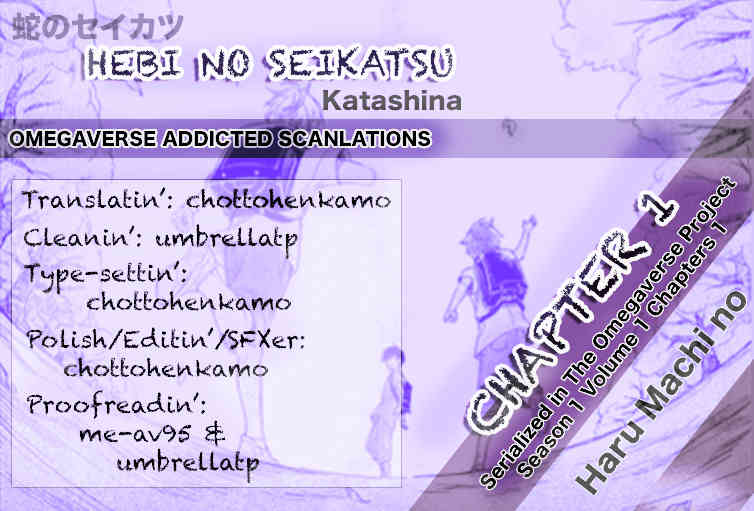 蛇のセイカツ
HEBI NO SEIKATSU
Katashina
OMEGAVERSE ADDICTED SCANLATIONS
Translatin': chottohenkamo
Cleanin': umbrellatp
Type-settin':
chottohenkamo
Polish/Editin'/SFXer:
chottohenkamo
Proofreadin':
me-av95 &
umbrellatp
CHAPTER 1
Serialized in The Omegaverse Project
Season 1 Volume 1 Chapters 1
Haru Machi no